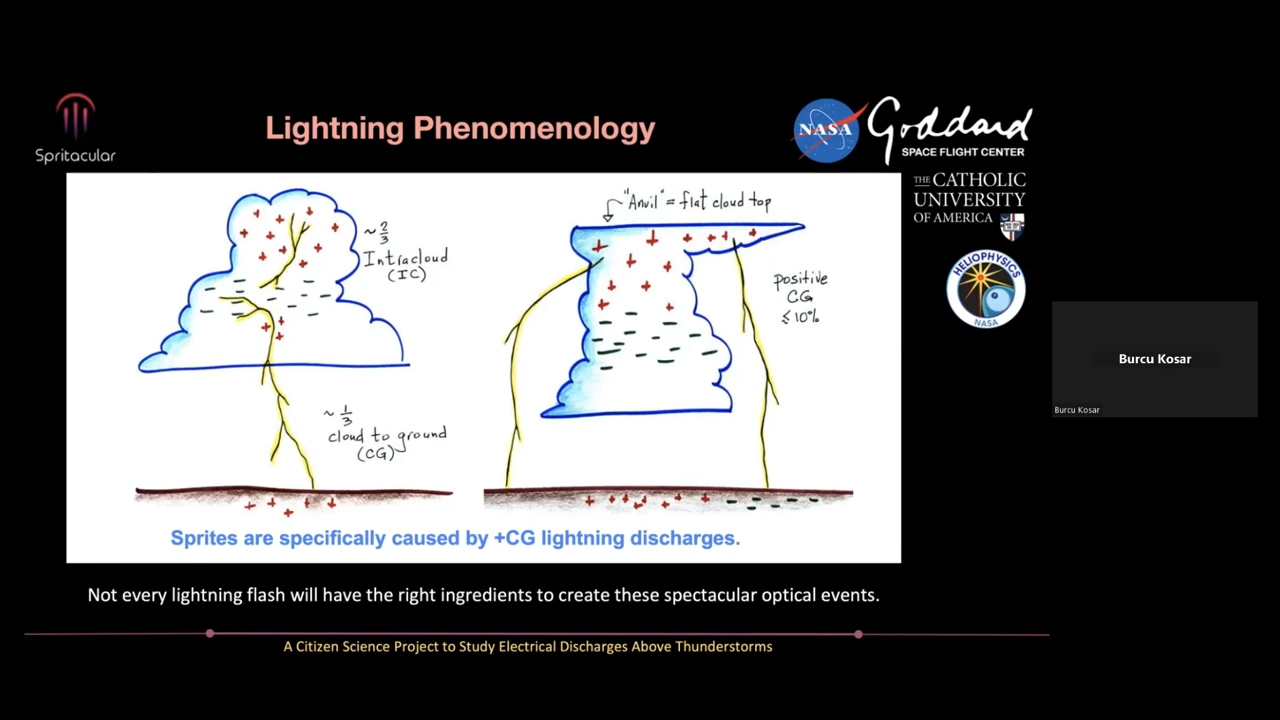 Spritacular
Lightning Phenomenology
NASA
Goddard
SPACE FLIGHT CENTER
THE CATHOLIC
UNIVERSITY
OF AMERICA
HELIOPHYSICS
NASA
~ 2/3
Intracloud
(IC)
~ 1/3
cloud to ground
(CG)
"Anvil" = flat cloud top
positive
CG
≲ 10%
Sprites are specifically caused by +CG lightning discharges.
Not every lightning flash will have the right ingredients to create these spectacular optical events.
A Citizen Science Project to Study Electrical Discharges Above Thunderstorms
Burcu Kosar
Burcu Kosar